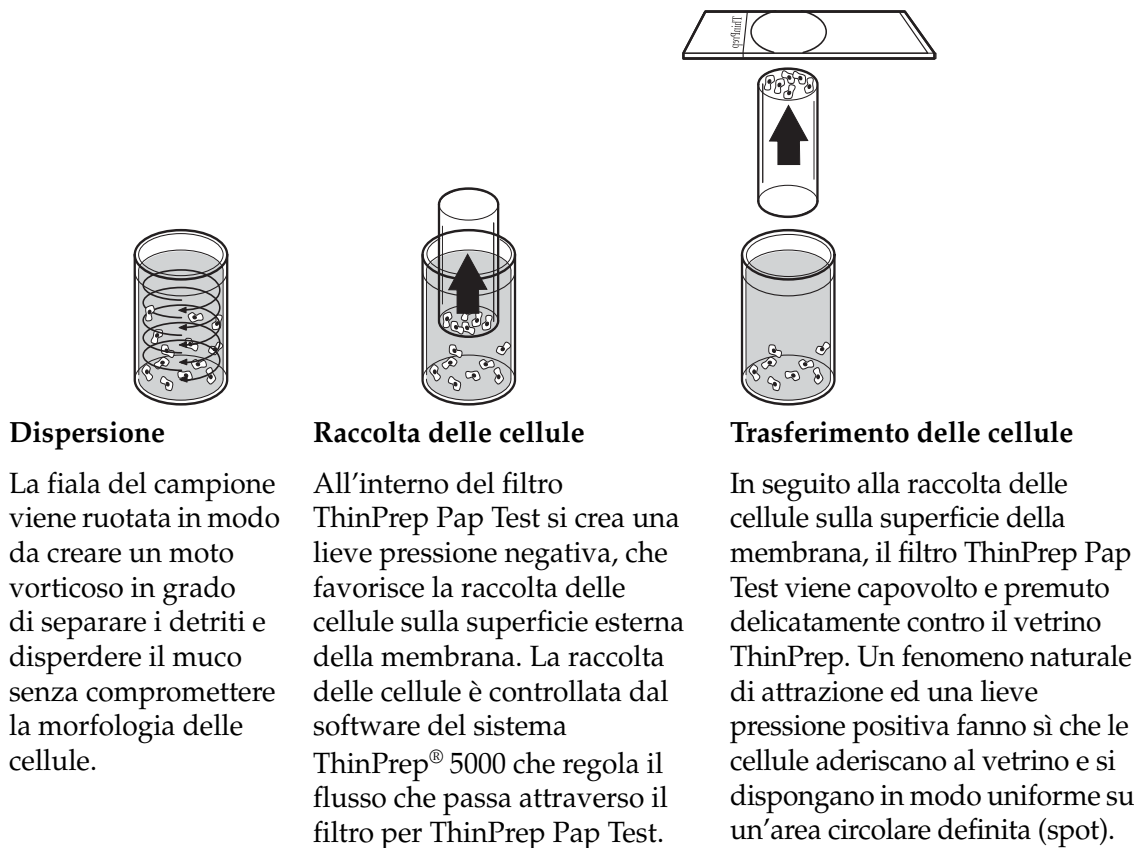 ThinPrep
Dispersione
La fiala del campione
viene ruotata in modo
da creare un moto
vorticoso in grado
di separare i detriti e
disperdere il muco
senza compromettere
la morfologia delle
cellule.
Raccolta delle cellule
All'interno del filtro
ThinPrep Pap Test si crea una
lieve pressione negativa, che
favorisce la raccolta delle
cellule sulla superficie esterna
della membrana. La raccolta
delle cellule è controllata dal
software del sistema
ThinPrep® 5000 che regola il
flusso che passa attraverso il
filtro per ThinPrep Pap Test.
Trasferimento delle cellule
In seguito alla raccolta delle
cellule sulla superficie della
membrana, il filtro ThinPrep Pap
Test viene capovolto e premuto
delicatamente contro il vetrino
ThinPrep. Un fenomeno naturale
di attrazione ed una lieve
pressione positiva fanno sì che le
cellule aderiscano al vetrino e si
dispongano in modo uniforme su
un'area circolare definita (spot).